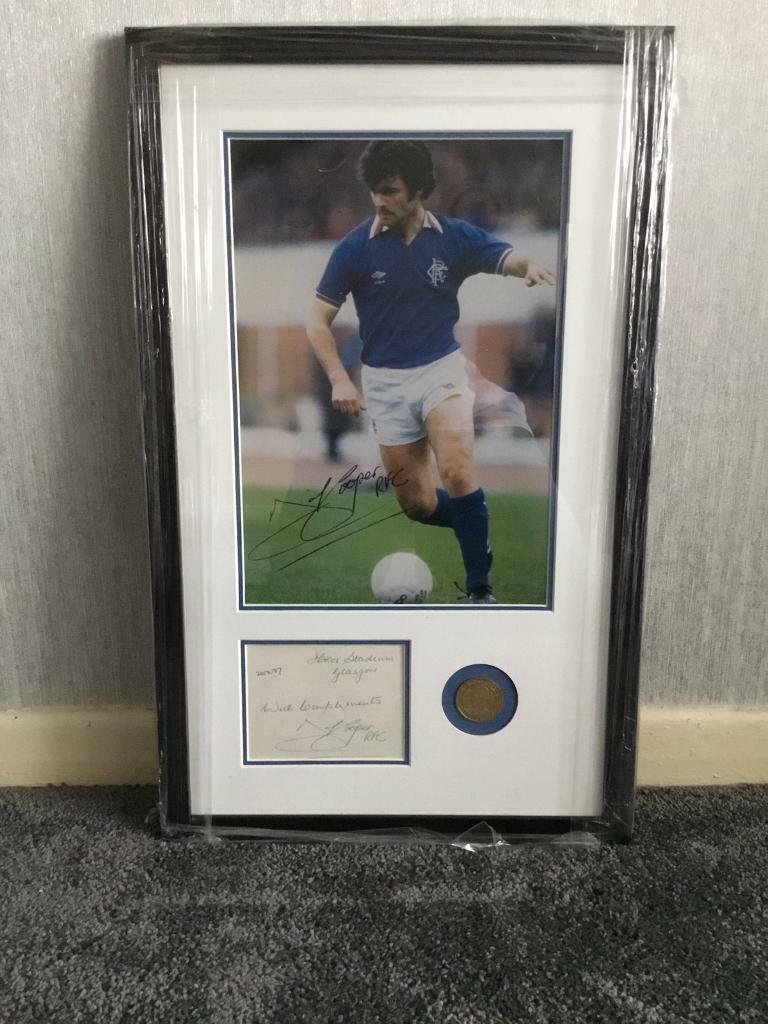 Cooper
RFC
Ibrox Stadium
Glasgow
With Compliments
Cooper
RFC